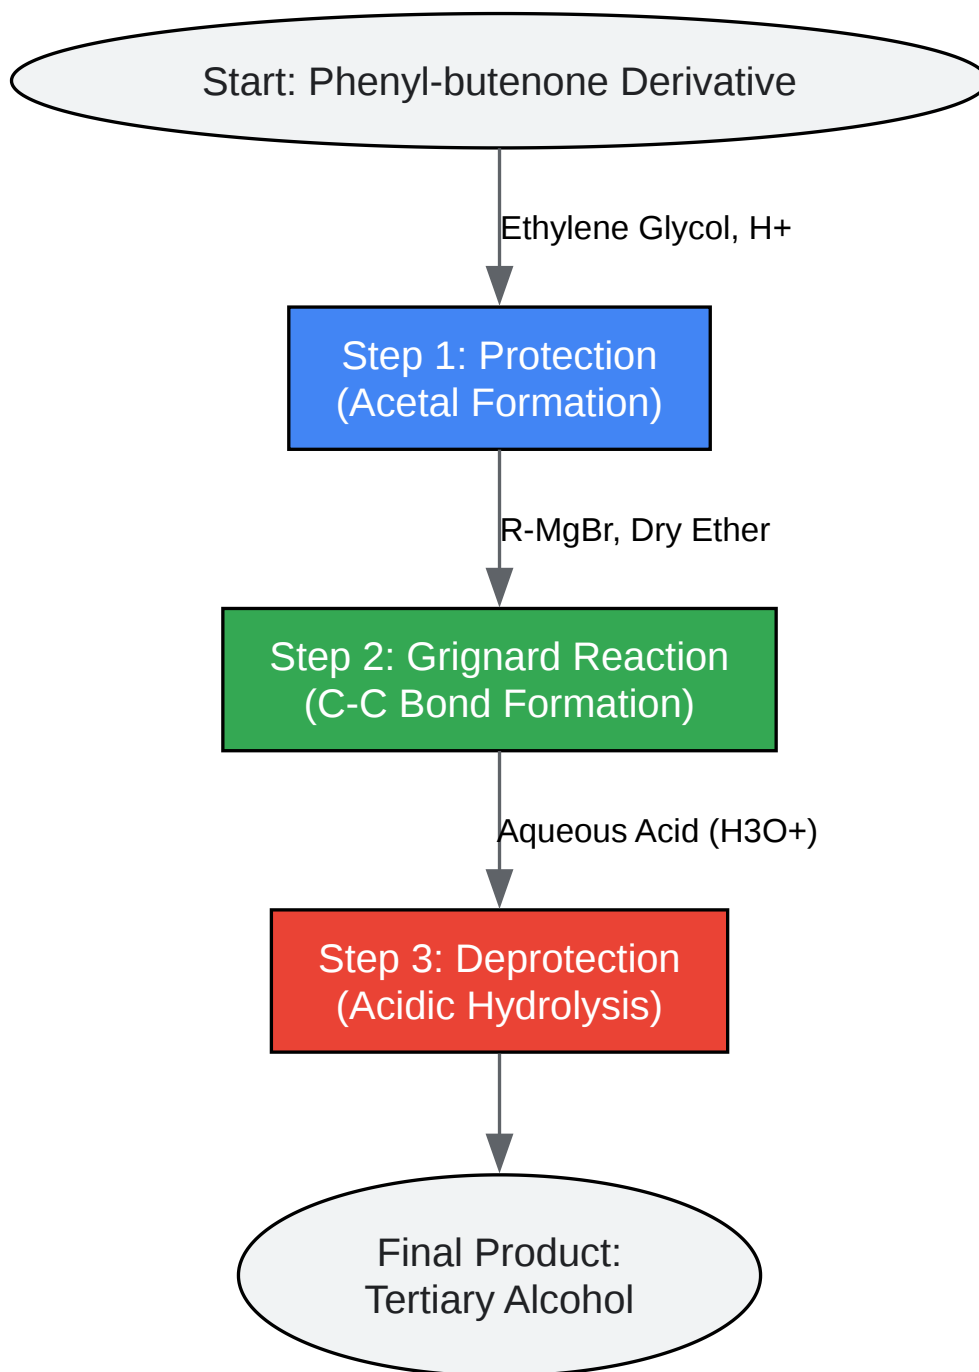 Start: Phenyl-butenone Derivative
Ethylene Glycol, H+
Step 1: Protection
(Acetal Formation)
R-MgBr, Dry Ether
Step 2: Grignard Reaction
(C-C Bond Formation)
Aqueous Acid (H3O+)
Step 3: Deprotection
(Acidic Hydrolysis)
Final Product:
Tertiary Alcohol